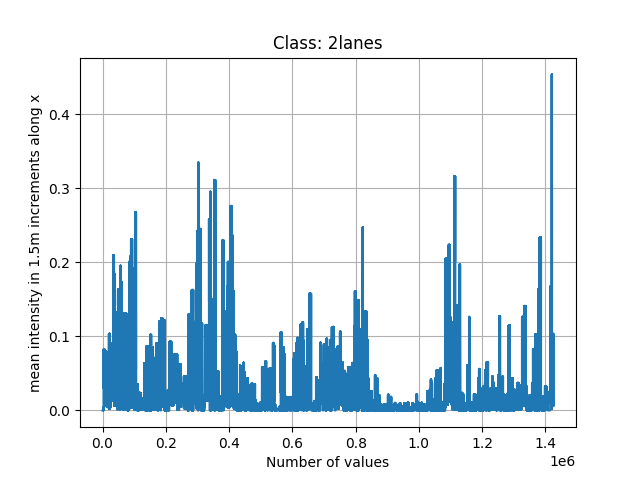 Class: 2lanes
mean intensity in 1.5m increments along x
0.4
0.3
0.2
0.1
0.0
0.0 0.2 0.4 0.6 0.8 1.0 1.2 1.4
1e6
Number of values